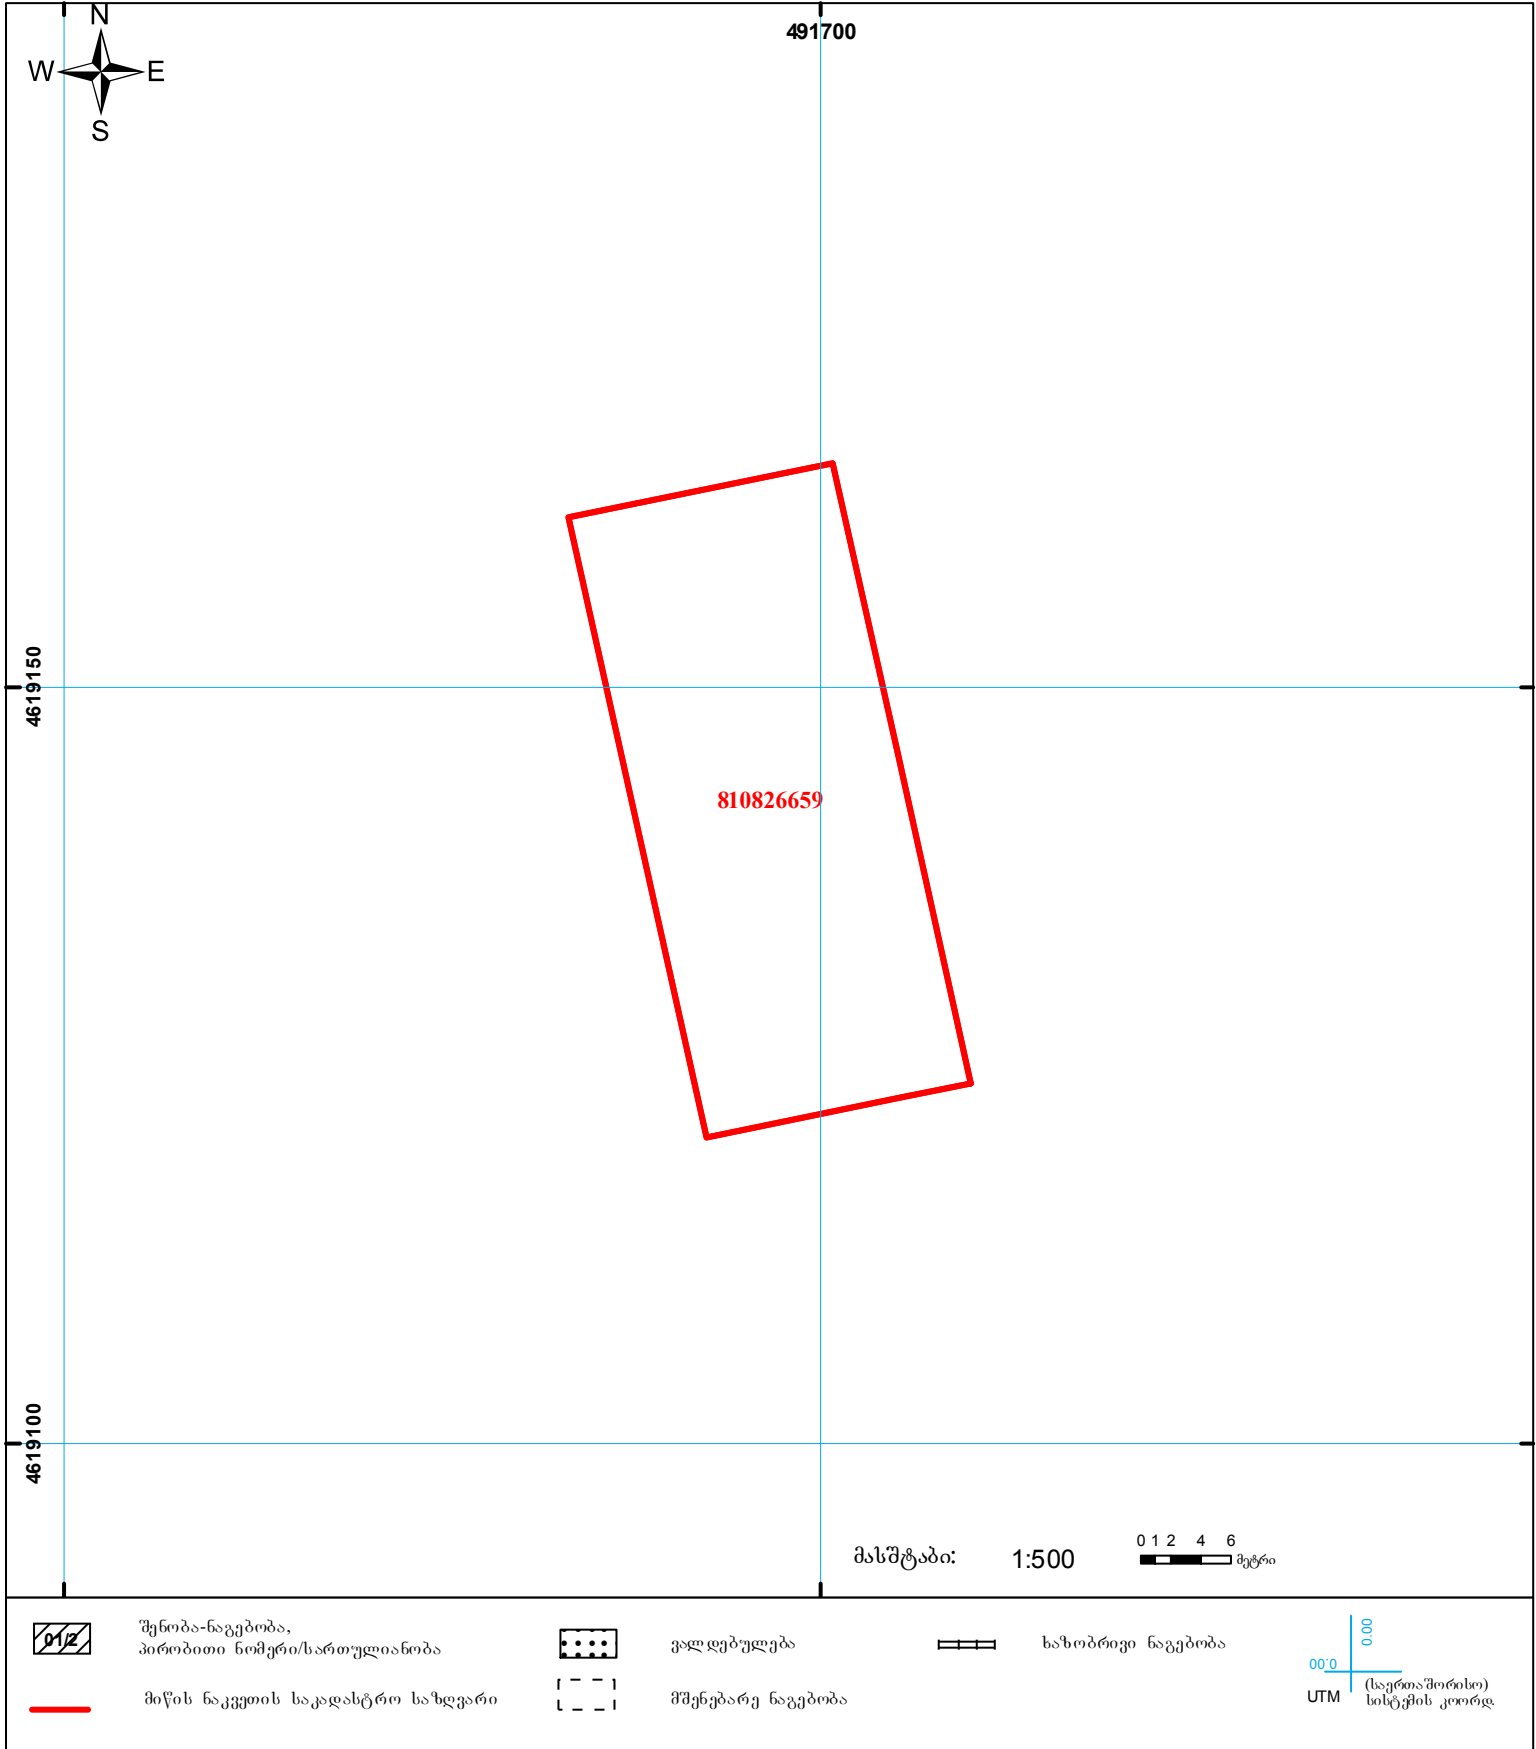 N
491700
W E
S
4619150
810826659
4619100
მასშტაბი: 1:500
0 1 2 4 6
მეტრი
01/2
შენობა-ნაგებობა,
პირობითი ნომერი/სართულიანობა
ვალდებულება
ხაზობრივი ნაგებობა
მიწის ნაკვეთის საკადასტრო საზღვარი
მშენებარე ნაგებობა
00.0
00.0
UTM
(საერთაშორისო)
სისტემის კოორდ.